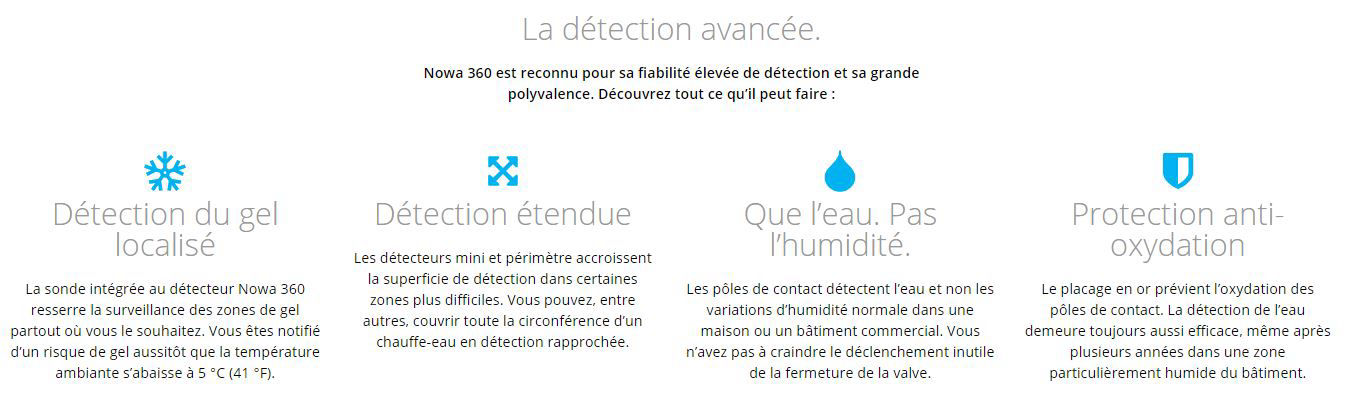 La détection avancée.
Nowa 360 est reconnu pour sa fiabilité élevée de détection et sa grande
polyvalence. Découvrez tout ce qu'il peut faire :
Détection du gel
localisé
La sonde intégrée au détecteur Nowa 360
resserre la surveillance des zones de gel
partout où vous le souhaitez. Vous êtes notifié
d'un risque de gel aussitôt que la température
ambiante s'abaisse à 5 °C (41 °F).
Détection étendue
Les détecteurs mini et périmètre accroissent
la superficie de détection dans certaines
zones plus difficiles. Vous pouvez, entre
autres, couvrir toute la circonférence d'un
chauffe-eau en détection rapprochée.
Que l'eau. Pas
l'humidité.
Les pôles de contact détectent l'eau et non les
variations d'humidité normale dans une
maison ou un bâtiment commercial. Vous
n'avez pas à craindre le déclenchement inutile
de la fermeture de la valve.
Protection anti-
oxydation
Le placage en or prévient l'oxydation des
pôles de contact. La détection de l'eau
demeure toujours aussi efficace, même après
plusieurs années dans une zone
particulièrement humide du bâtiment.